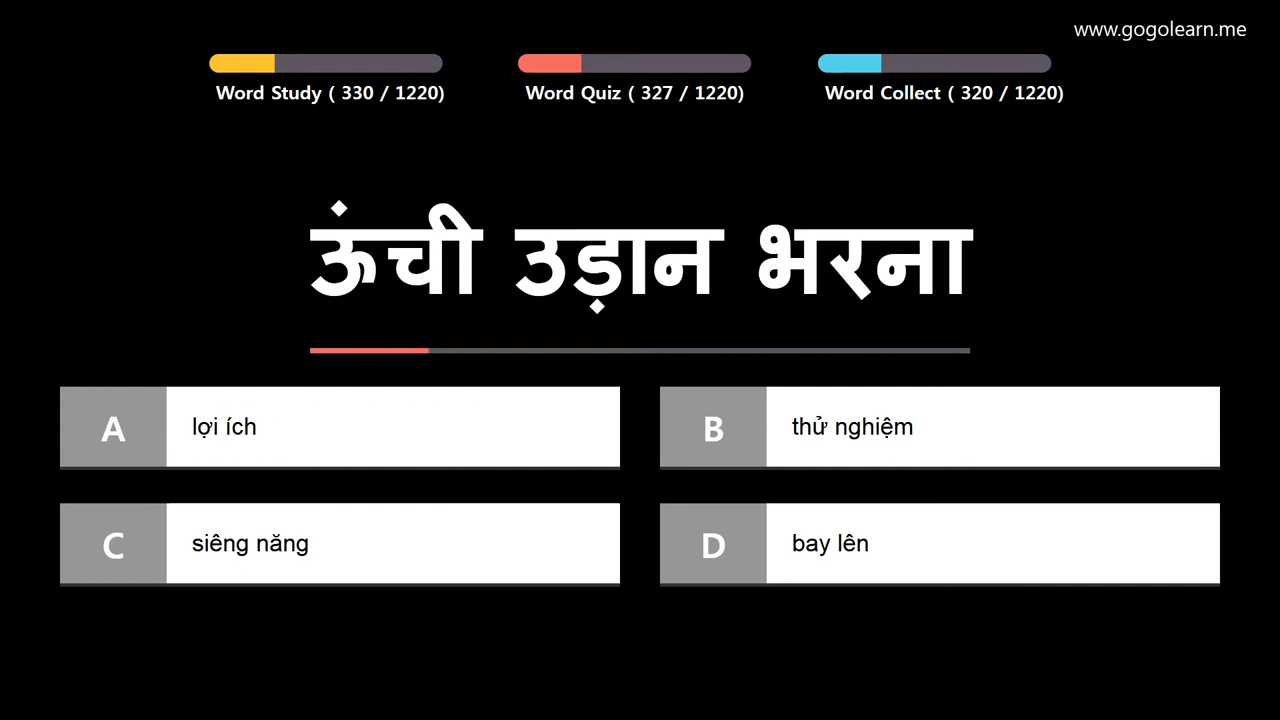 www.gogolearn.me
Word Study ( 330 / 1220)
Word Quiz ( 327 / 1220)
Word Collect ( 320 / 1220)
ऊंची उड़ान भरना
A lợi ích
B thử nghiệm
C siêng năng
D bay lên